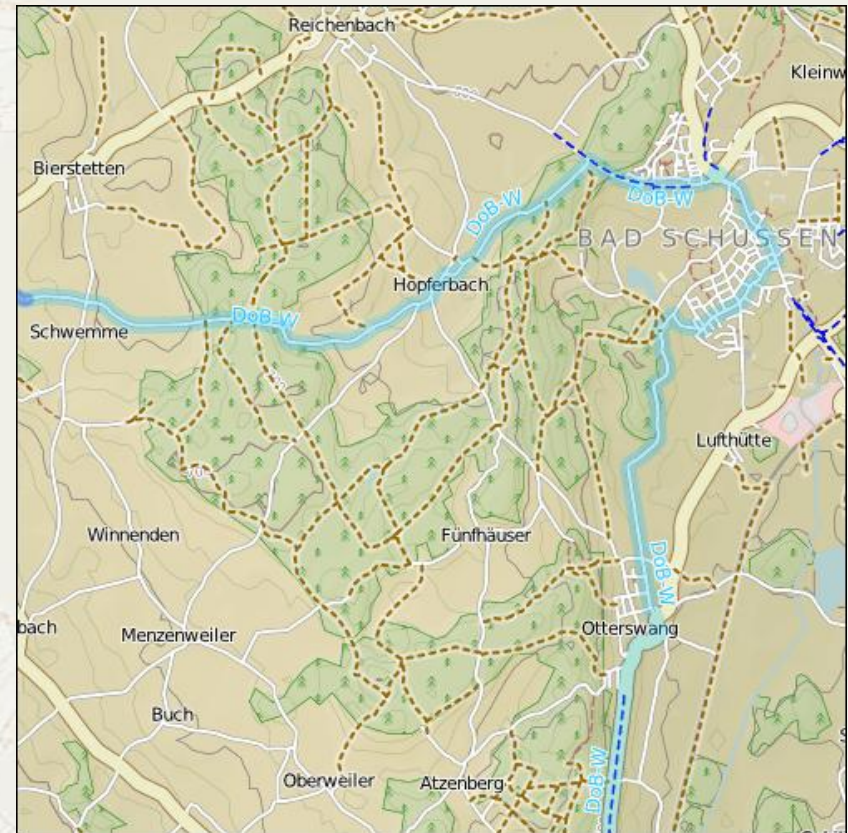 Reichenbach
Kleinw
Bierstetten
DoB-W
DoB-W
BAD SCHUSSEN
Hopferbach
DoB-W
Schwemme
Lufthütte
Winnenden
Fünfhäuser
DoB-W
bach
Menzenweiler
Otterswang
Buch
Oberweiler
Atzenberg
DoB-W